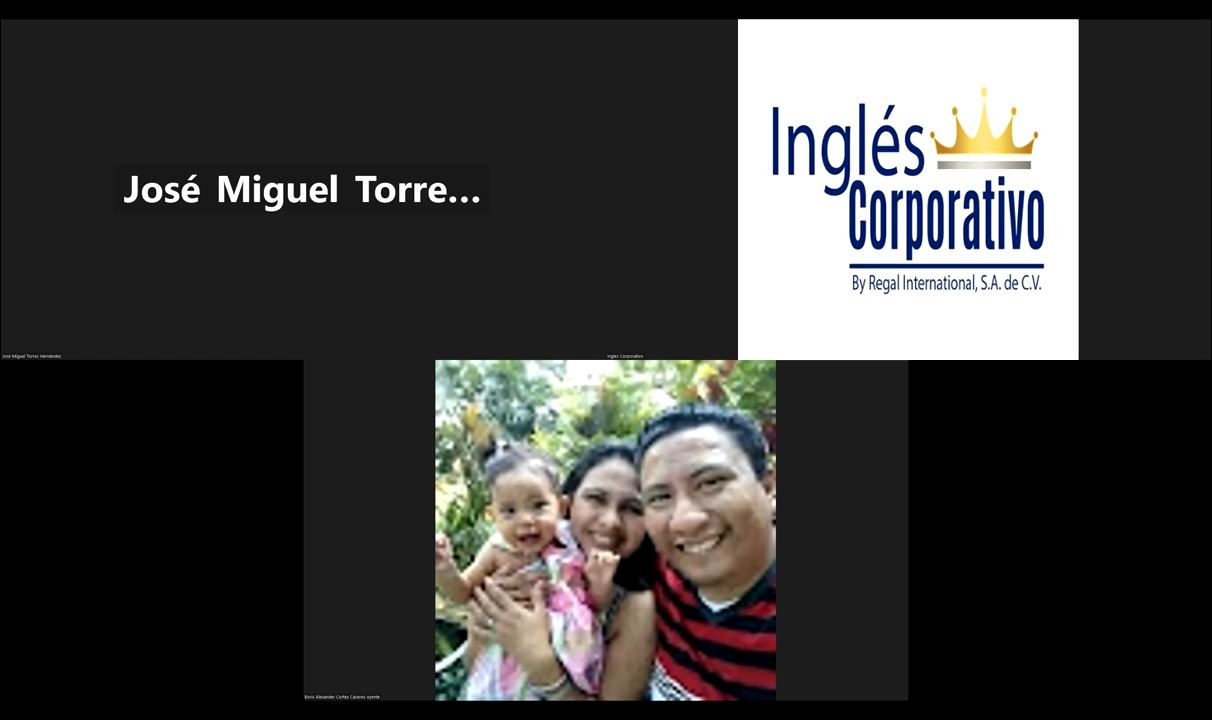 José Miguel Torre...
Inglés
Corporativo
By Regal International, S.A. de C.V.
José Miguel Torres Hernández
Inglés Corporativo
Boris Alexander Cortez Caceres oyente